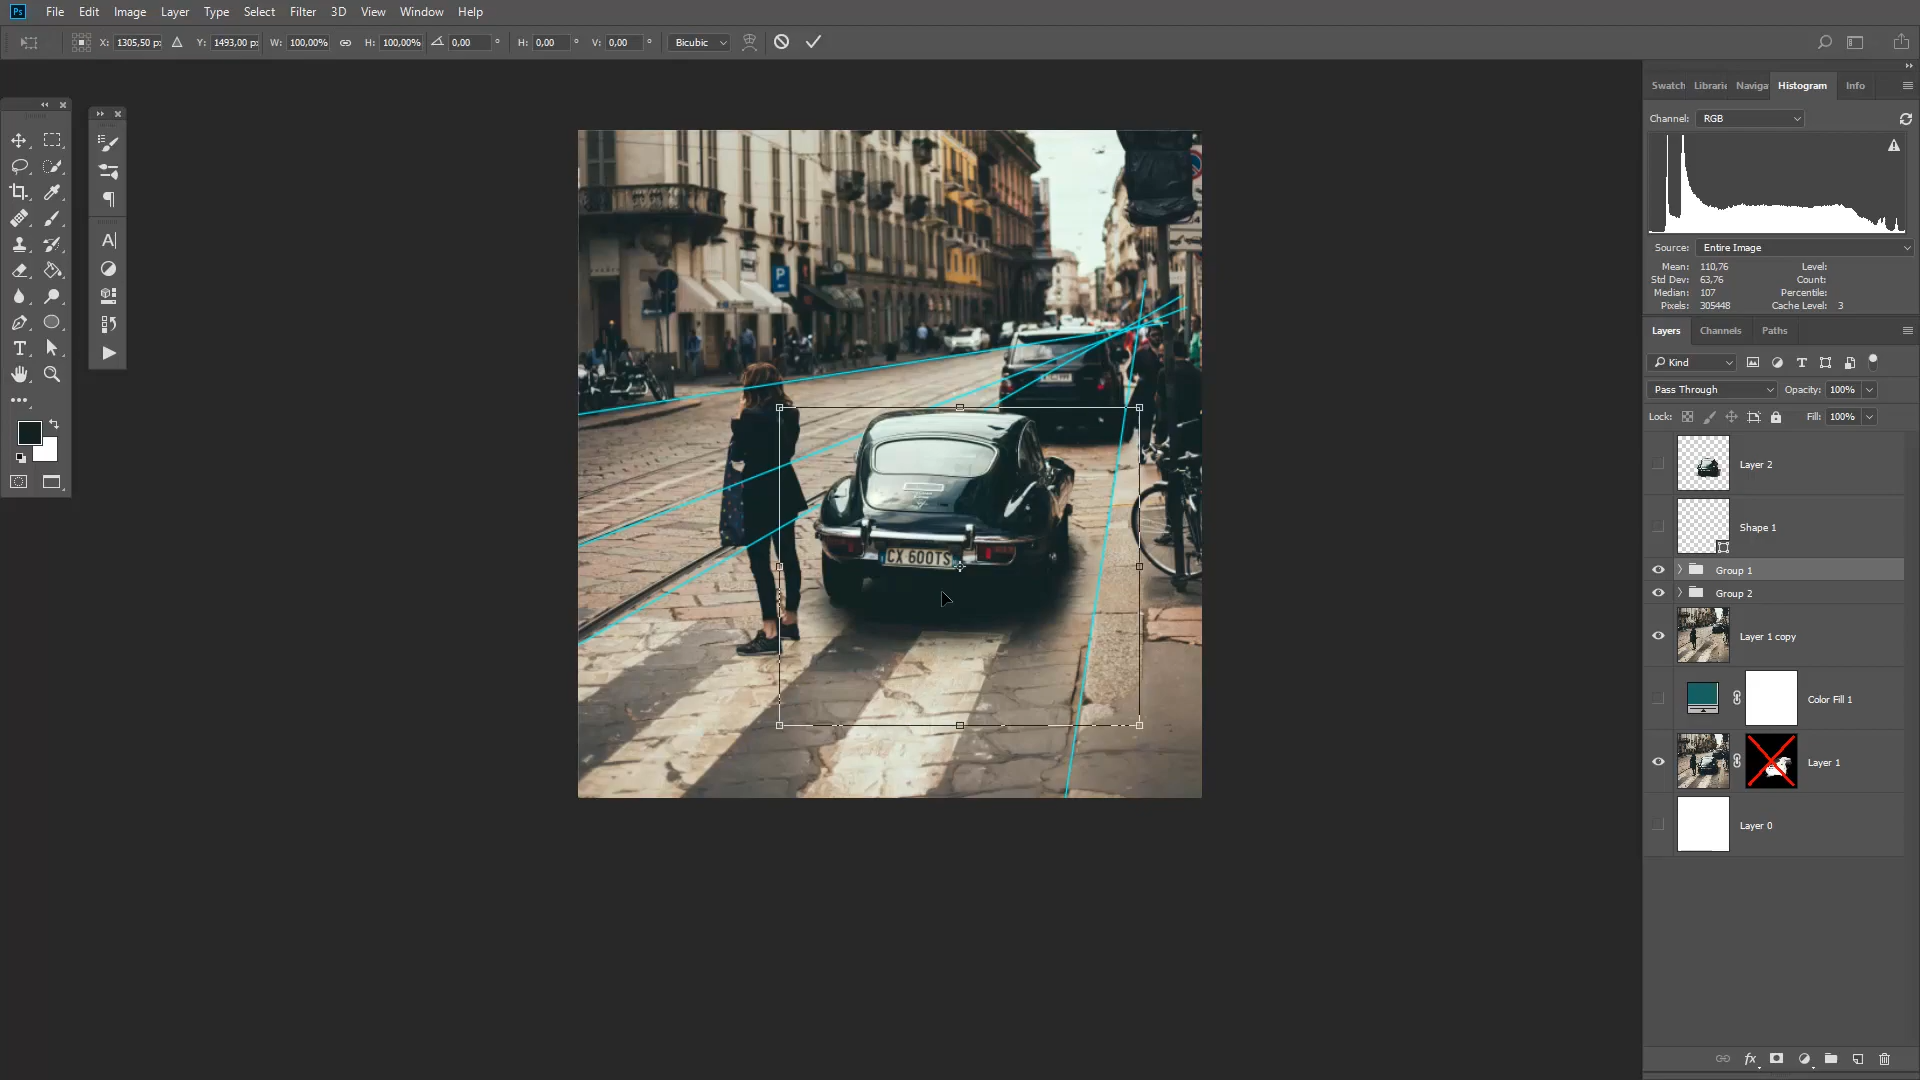 Ps File Edit Image Layer Type Select Filter 3D View Window Help
X: 1305,50 p: Y: 1493,00 px W: 100,00% H: 100,00% 0,00 ° H: 0,00 ° V: 0,00 ° Bicubic
Swatch Librarie Naviga Histogram Info
Channel: RGB
Source: Entire Image
Mean: 110,76 Level:
Std Dev: 63,76 Count:
Median: 107 Percentile:
Pixels: 305448 Cache Level: 3
Layers Channels Paths
Kind
Pass Through Opacity: 100%
Lock: Fill: 100%
Layer 2
Shape 1
Group 1
Group 2
Layer 1 copy
Color Fill 1
Layer 1
Layer 0
fx
P
CX 600TS